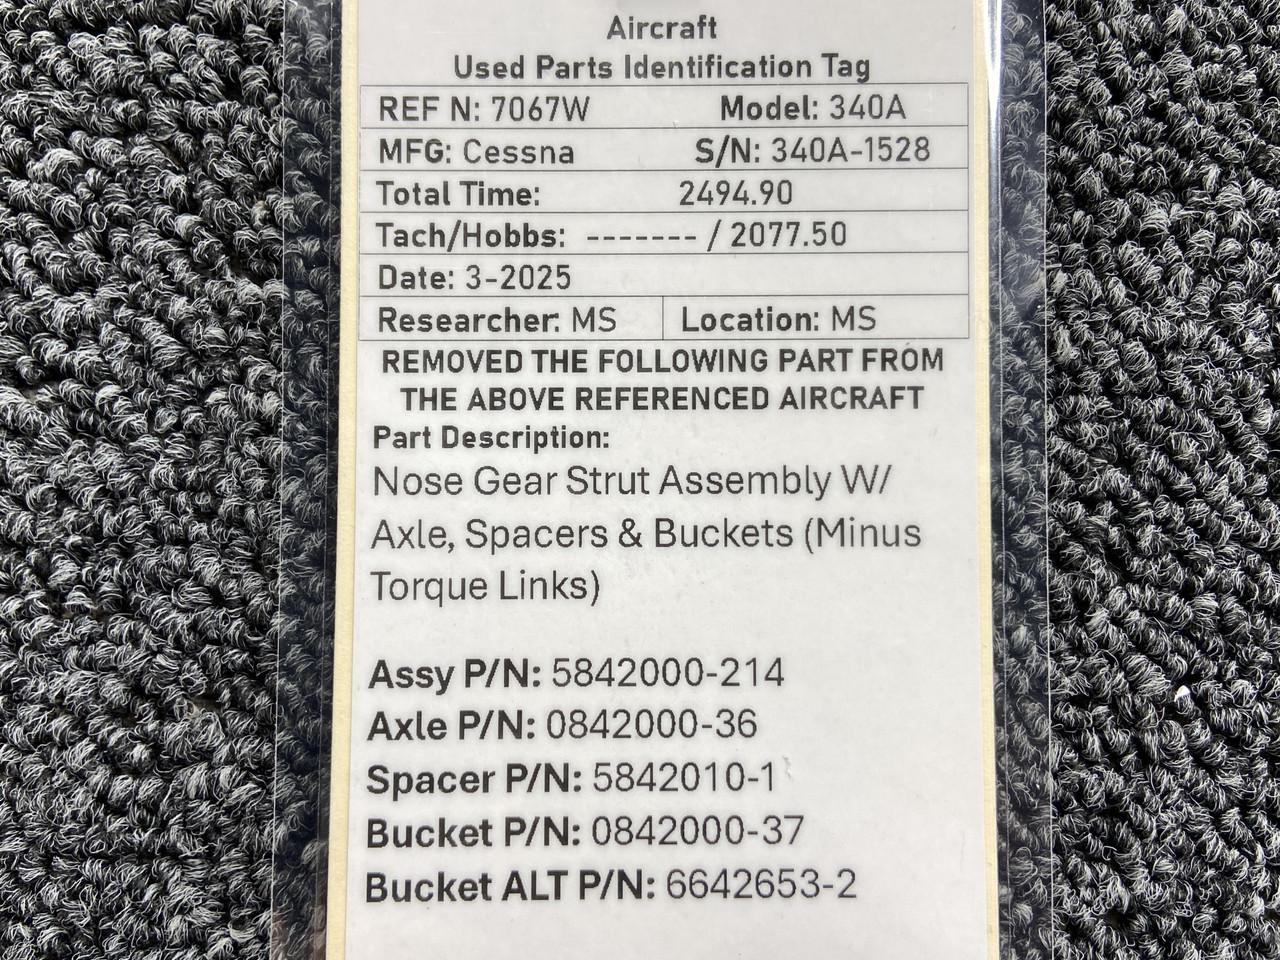 Aircraft
Used Parts Identification Tag
REF N: 7067W Model: 340A
MFG: Cessna S/N: 340A-1528
Total Time: 2494.90
Tach/Hobbs: ------- / 2077.50
Date: 3-2025
Researcher: MS Location: MS
REMOVED THE FOLLOWING PART FROM
THE ABOVE REFERENCED AIRCRAFT
Part Description:
Nose Gear Strut Assembly W/
Axle, Spacers & Buckets (Minus
Torque Links)
Assy P/N: 5842000-214
Axle P/N: 0842000-36
Spacer P/N: 5842010-1
Bucket P/N: 0842000-37
Bucket ALT P/N: 6642653-2